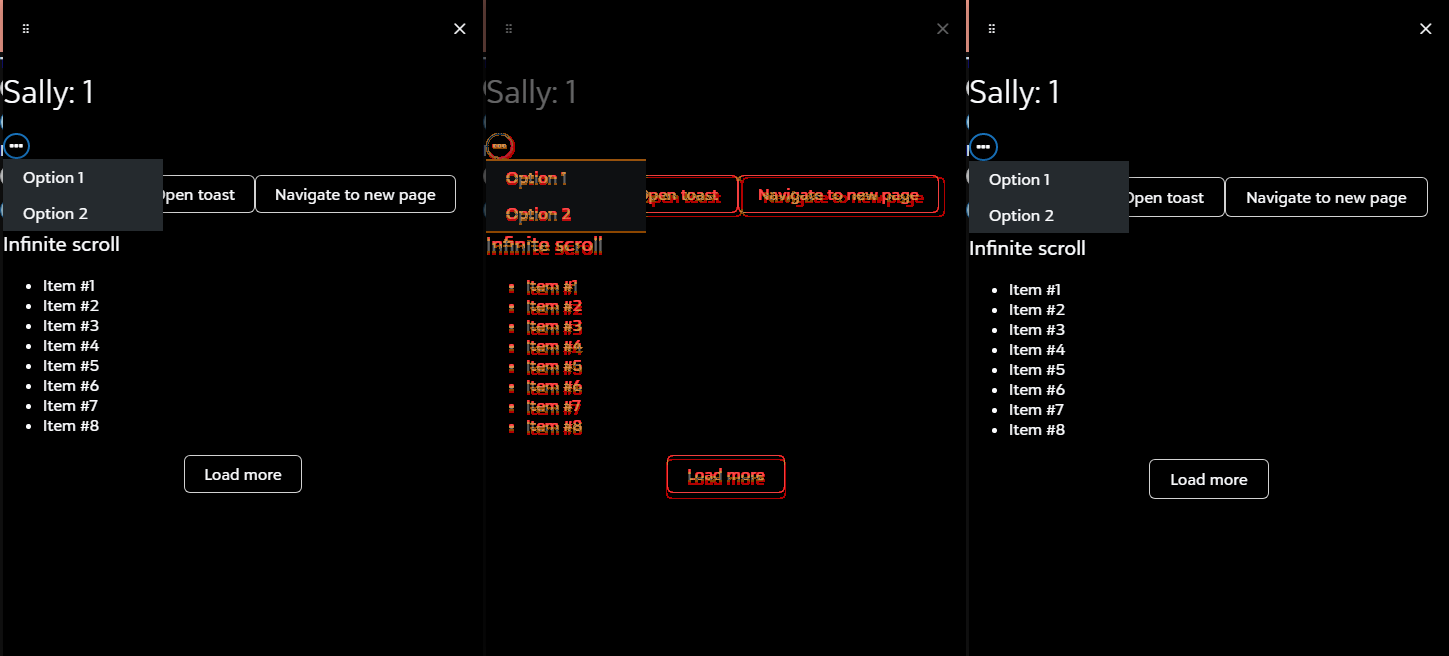 Sally: 1
Option 1
Option 2
Open toast
Navigate to new page
Infinite scroll
Item #1
Item #2
Item #3
Item #4
Item #5
Item #6
Item #7
Item #8
Load more
Sally: 1
Option 1
Option 2
Open toast
Navigate to new page
Infinite scroll
Item #1
Item #2
Item #3
Item #4
Item #5
Item #6
Item #7
Item #8
Load more
Sally: 1
Option 1
Option 2
Open toast
Navigate to new page
Infinite scroll
Item #1
Item #2
Item #3
Item #4
Item #5
Item #6
Item #7
Item #8
Load more